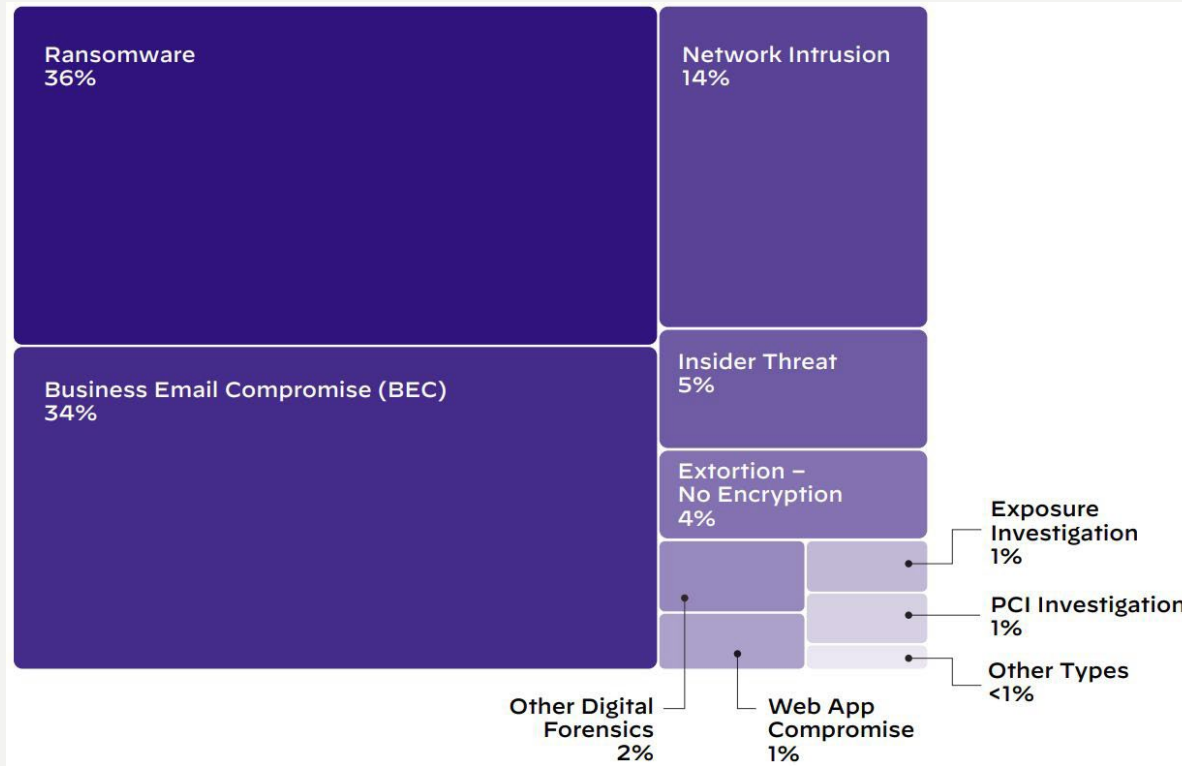 Ransomware
36%
Network Intrusion
14%
Business Email Compromise (BEC)
34%
Insider Threat
5%
Extortion –
No Encryption
4%
Exposure
Investigation
1%
PCI Investigation
1%
Other Types
<1%
Other Digital
Forensics
2%
Web App
Compromise
1%